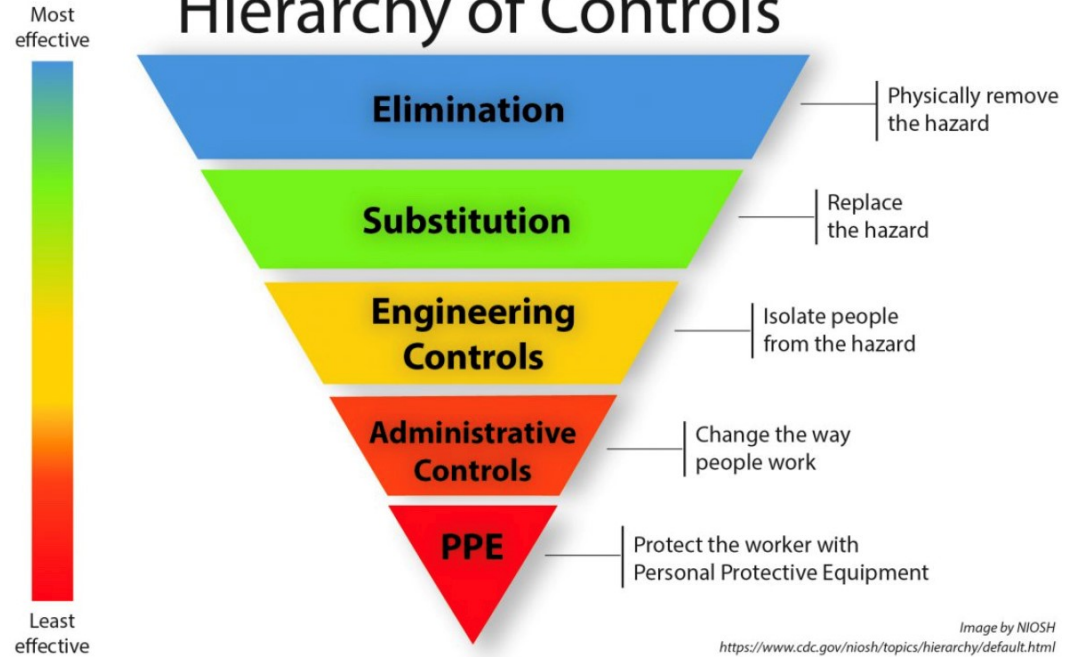 Hierarchy of Controls
Most
effective
Elimination
Physically remove
the hazard
Substitution
Replace
the hazard
Engineering
Controls
Isolate people
from the hazard
Administrative
Controls
Change the way
people work
PPE
Protect the worker with
Personal Protective Equipment
Least
effective
Image by NIOSH
https://www.cdc.gov/niosh/topics/hierarchy/default.html